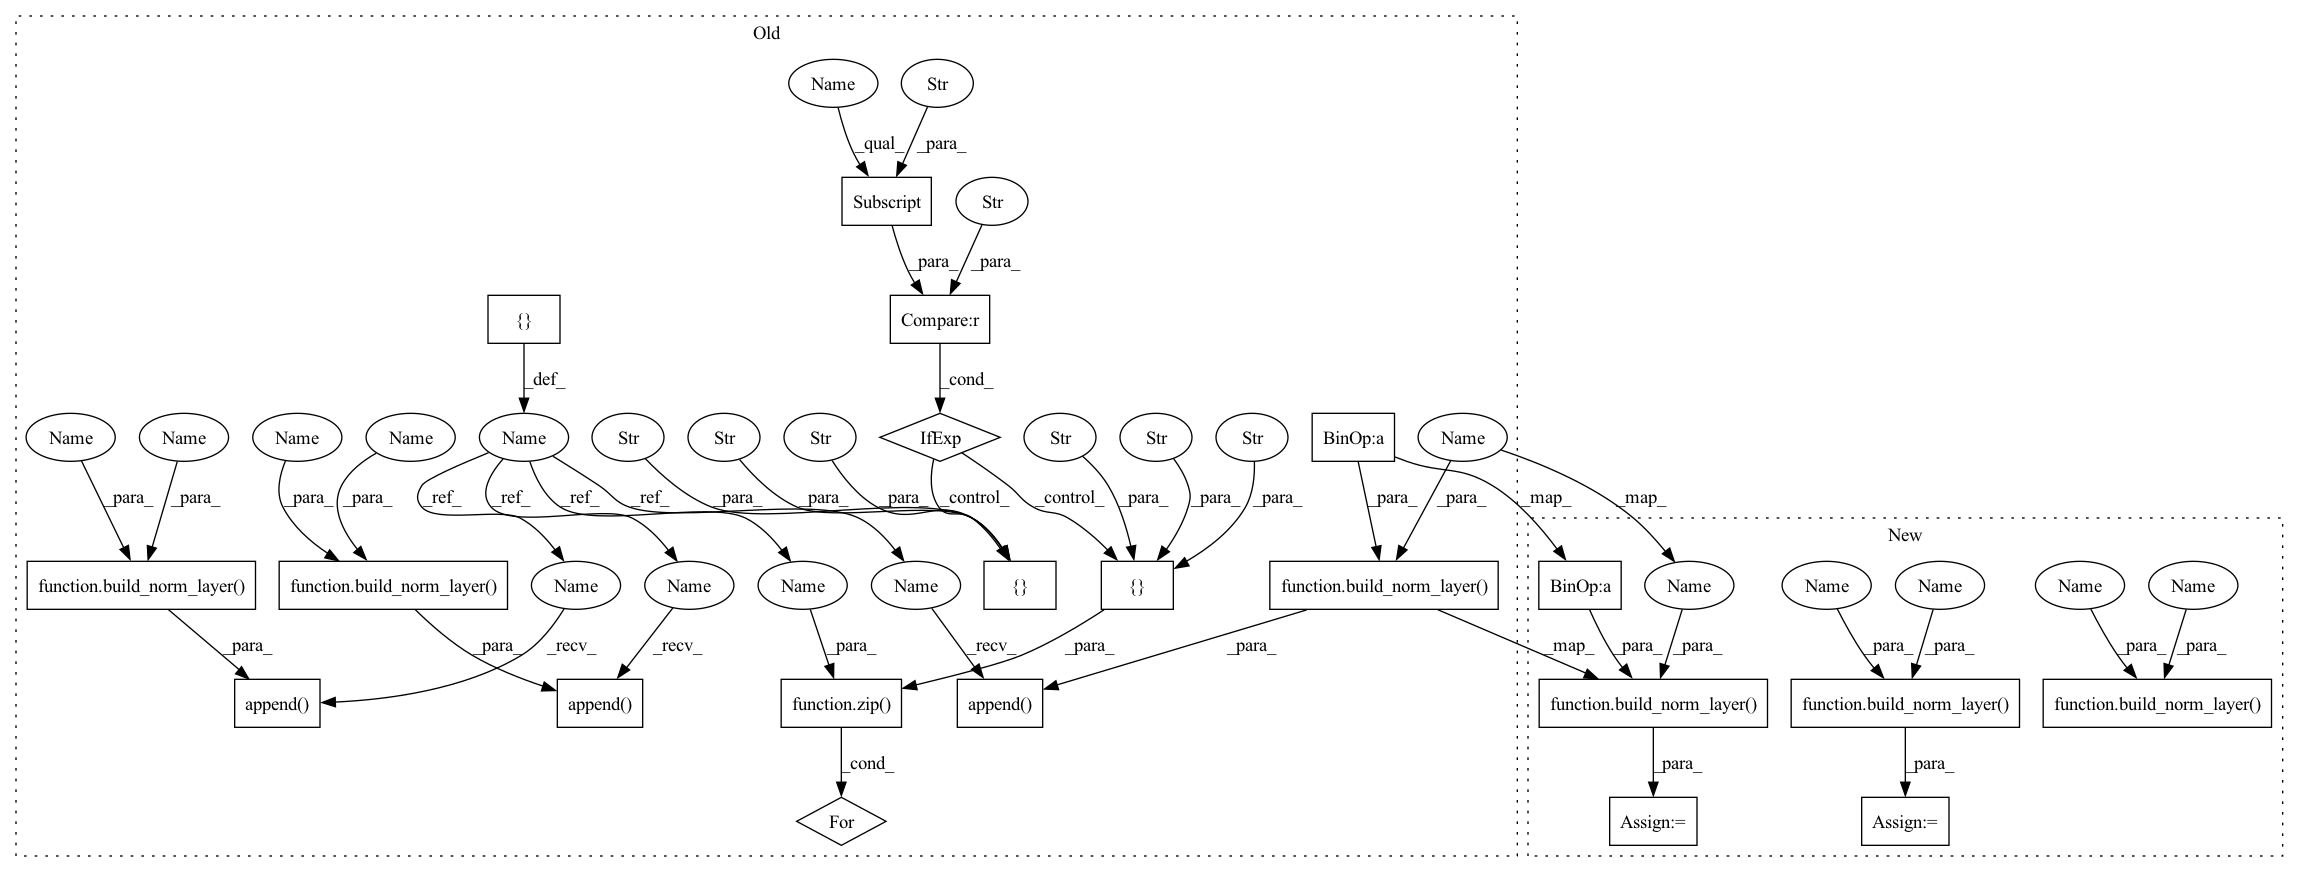 Old
Name Str
_qual_ _para_
Subscript Str
_para_ _para_
{} Compare:r
_def_ _cond_
Name Name Name Name Name Str Str Str IfExp Str Str Str BinOp:a Name
_para_ _para_ _para_ _para_ _ref_ _ref_ _ref_ _ref_ _para_ _para_ _para_ _control_ _control_ _para_ _para_ _para_ _para_ _para_ _map_ _map_
New
function.build_norm_layer() function.build_norm_layer() Name Name Name Name {} {} function.build_norm_layer() BinOp:a Name Name Name Name Name
_para_ _para_ _recv_ _recv_ _para_ _recv_ _para_ _para_ _map_ _para_ _para_ _para_ _para_ _para_ _para_
append() append() function.zip() append() function.build_norm_layer() function.build_norm_layer() function.build_norm_layer()
_cond_ _para_ _para_
For Assign:= Assign:=